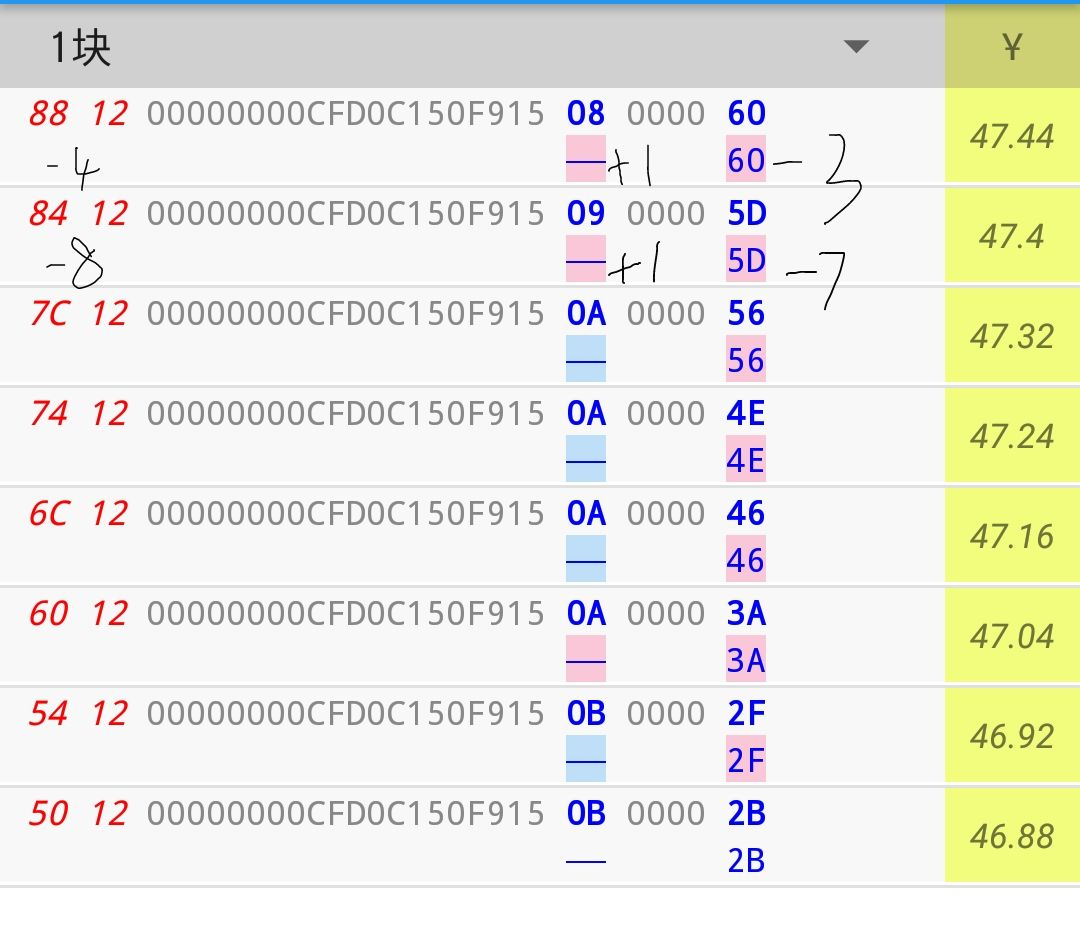 1块 ¥
88 12 00000000CFD0C150F915 08 0000 60 47.44
-4 — +1 60 -3
84 12 00000000CFD0C150F915 09 0000 5D 47.4
-8 — +1 5D -7
7C 12 00000000CFD0C150F915 0A 0000 56 47.32
— 56
74 12 00000000CFD0C150F915 0A 0000 4E 47.24
— 4E
6C 12 00000000CFD0C150F915 0A 0000 46 47.16
— 46
60 12 00000000CFD0C150F915 0A 0000 3A 47.04
— 3A
54 12 00000000CFD0C150F915 0B 0000 2F 46.92
— 2F
50 12 00000000CFD0C150F915 0B 0000 2B 46.88
— 2B